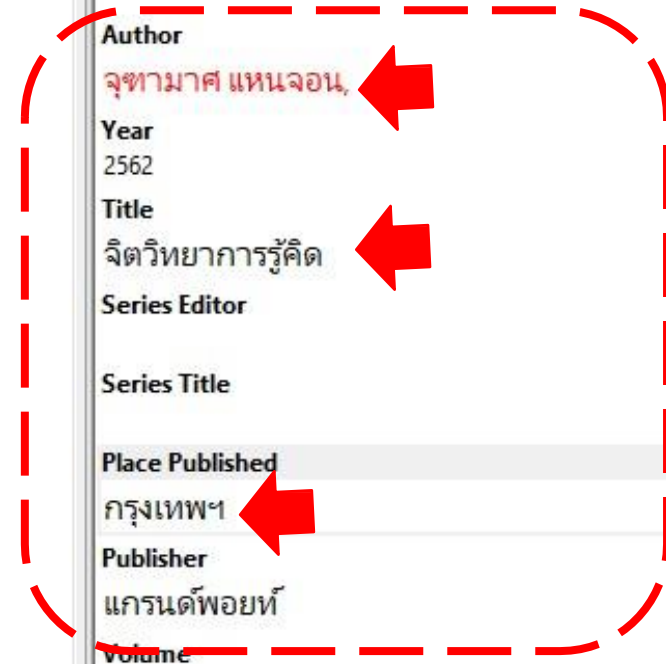 Author
จุฑามาศ แหนจอน,
Year
2562
Title
จิตวิทยาการรู้คิด
Series Editor
Series Title
Place Published
กรุงเทพฯ
Publisher
แกรนด์พอยท์
Volume